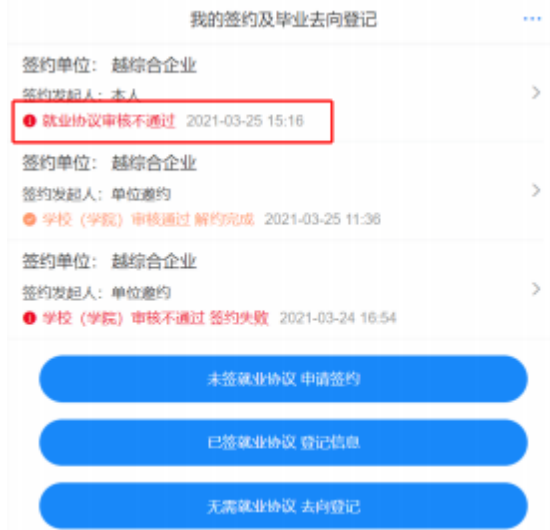 我的签约及毕业去向登记
签约单位： 越综合企业
签约发起人：本人
就业协议审核不通过 2021-03-25 15:16
签约单位： 越综合企业
签约发起人：单位邀约
学校（学院）审核通过 解约完成 2021-03-25 11:36
签约单位： 越综合企业
签约发起人：单位邀约
学校（学院）审核不通过 签约失败 2021-03-24 16:54
未签就业协议 申请签约
已签就业协议 登记信息
无需就业协议 去向登记